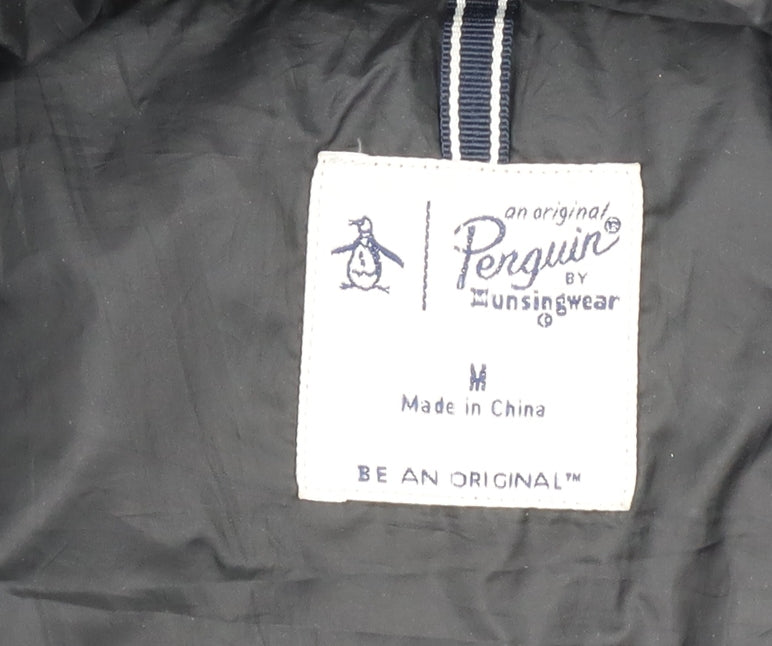 an original
Penguin®
BY
Munsingwear
®
M
Made in China
BE AN ORIGINAL™